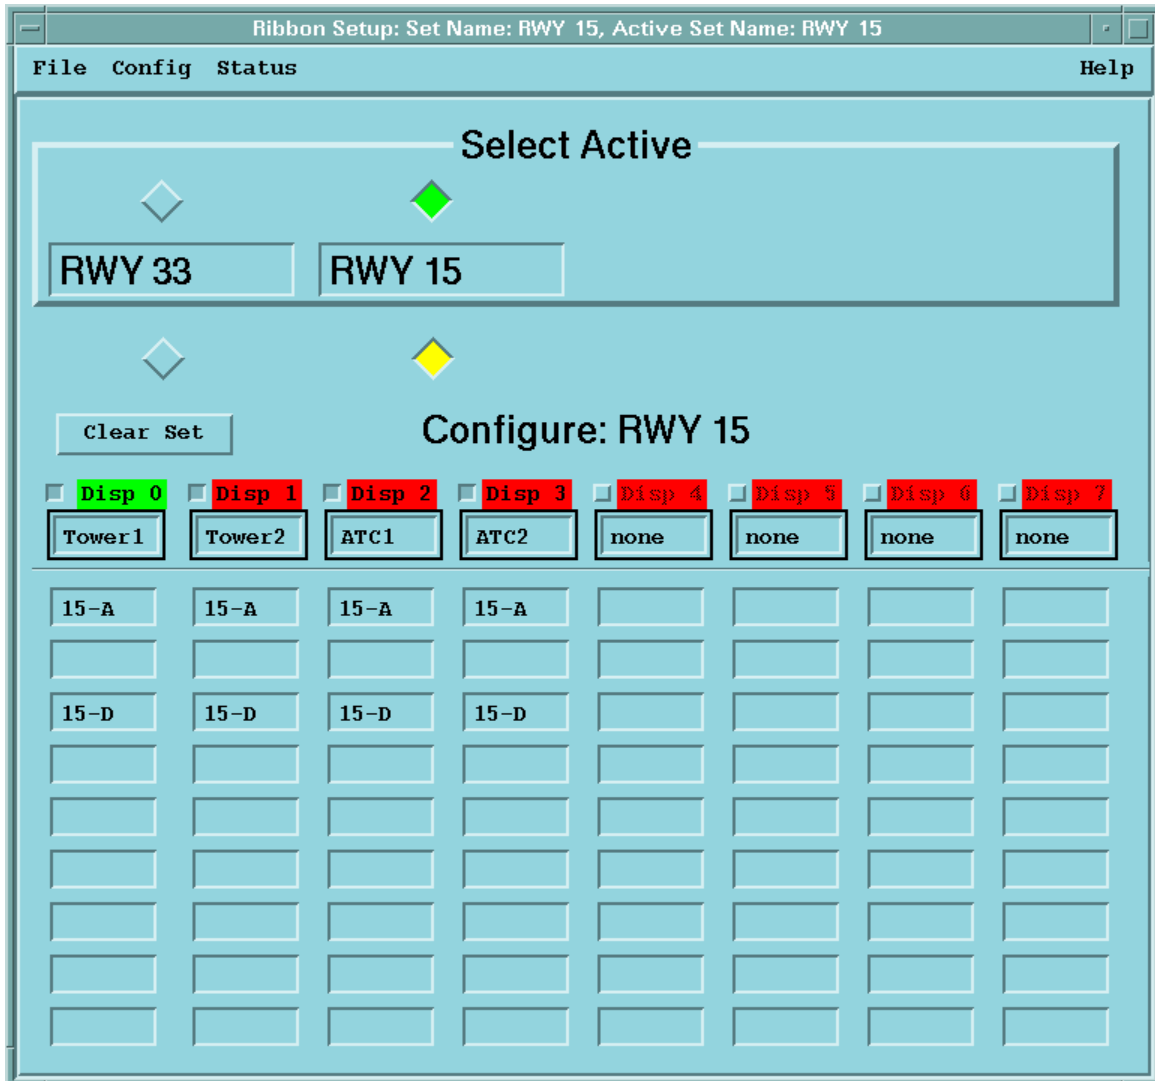 Ribbon Setup: Set Name: RWY 15, Active Set Name: RWY 15
File Config Status Help
Select Active
RWY 33 RWY 15
Clear Set Configure: RWY 15
Disp 0 Disp 1 Disp 2 Disp 3 Disp 4 Disp 5 Disp 6 Disp 7
Tower1 Tower2 ATC1 ATC2 none none none none
15-A 15-A 15-A 15-A
15-D 15-D 15-D 15-D